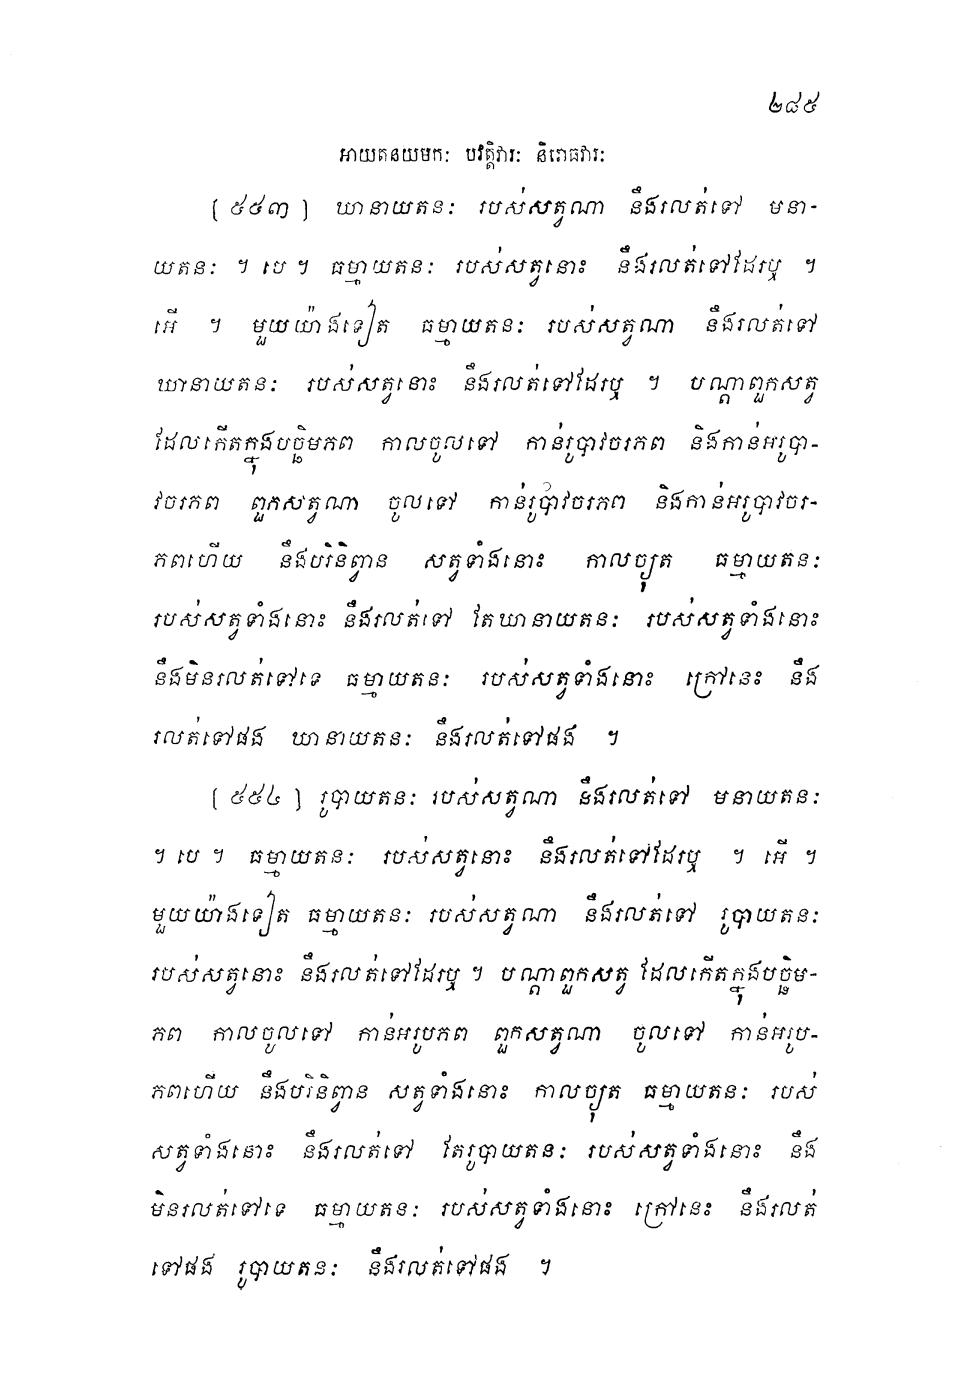 ២៨៥
អាយតនយមកៈ បវត្តិវារៈ និរោធវារៈ
(៥៥៣) ឃានាយតនៈ របស់សត្វណា នឹងរលត់ទៅ មនា-
យតនៈ ។ បេ ។ ធម្មាយតនៈ របស់សត្វនោះ នឹងរលត់ទៅដែរឬ ។
អើ ។ មួយយ៉ាងទៀត ធម្មាយតនៈ របស់សត្វណា នឹងរលត់ទៅ
ឃានាយតនៈ របស់សត្វនោះ នឹងរលត់ទៅដែរឬ ។ បណ្តាពួកសត្វ
ដែលកើតក្នុងបច្ឆិមភព កាលចូលទៅ កាន់រូបាវចរភព និងកាន់អរូបា-
វចរភព ពួកសត្វណា ចូលទៅ កាន់រូបាវចរភព និងកាន់អរូបាវចរ-
ភពហើយ នឹងបរិនិព្វាន សត្វទាំងនោះ កាលច្យុត ធម្មាយតនៈ
របស់សត្វទាំងនោះ នឹងរលត់ទៅ តែឃានាយតនៈ របស់សត្វទាំងនោះ
នឹងមិនរលត់ទៅទេ ធម្មាយតនៈ របស់សត្វទាំងនោះ ក្រៅនេះ នឹង
រលត់ទៅផង ឃានាយតនៈ នឹងរលត់ទៅផង ។
(៥៥៤) រូបាយតនៈ របស់សត្វណា នឹងរលត់ទៅ មនាយតនៈ
។ បេ ។ ធម្មាយតនៈ របស់សត្វនោះ នឹងរលត់ទៅដែរឬ ។ អើ ។
មួយយ៉ាងទៀត ធម្មាយតនៈ របស់សត្វណា នឹងរលត់ទៅ រូបាយតនៈ
របស់សត្វនោះ នឹងរលត់ទៅដែរឬ ។ បណ្តាពួកសត្វ ដែលកើតក្នុងបច្ឆិម-
ភព កាលចូលទៅ កាន់អរូបភព ពួកសត្វណា ចូលទៅ កាន់អរូប-
ភពហើយ នឹងបរិនិព្វាន សត្វទាំងនោះ កាលច្យុត ធម្មាយតនៈ របស់
សត្វទាំងនោះ នឹងរលត់ទៅ តែរូបាយតនៈ របស់សត្វទាំងនោះ នឹង
មិនរលត់ទៅទេ ធម្មាយតនៈ របស់សត្វទាំងនោះ ក្រៅនេះ នឹងរលត់
ទៅផង រូបាយតនៈ នឹងរលត់ទៅផង ។